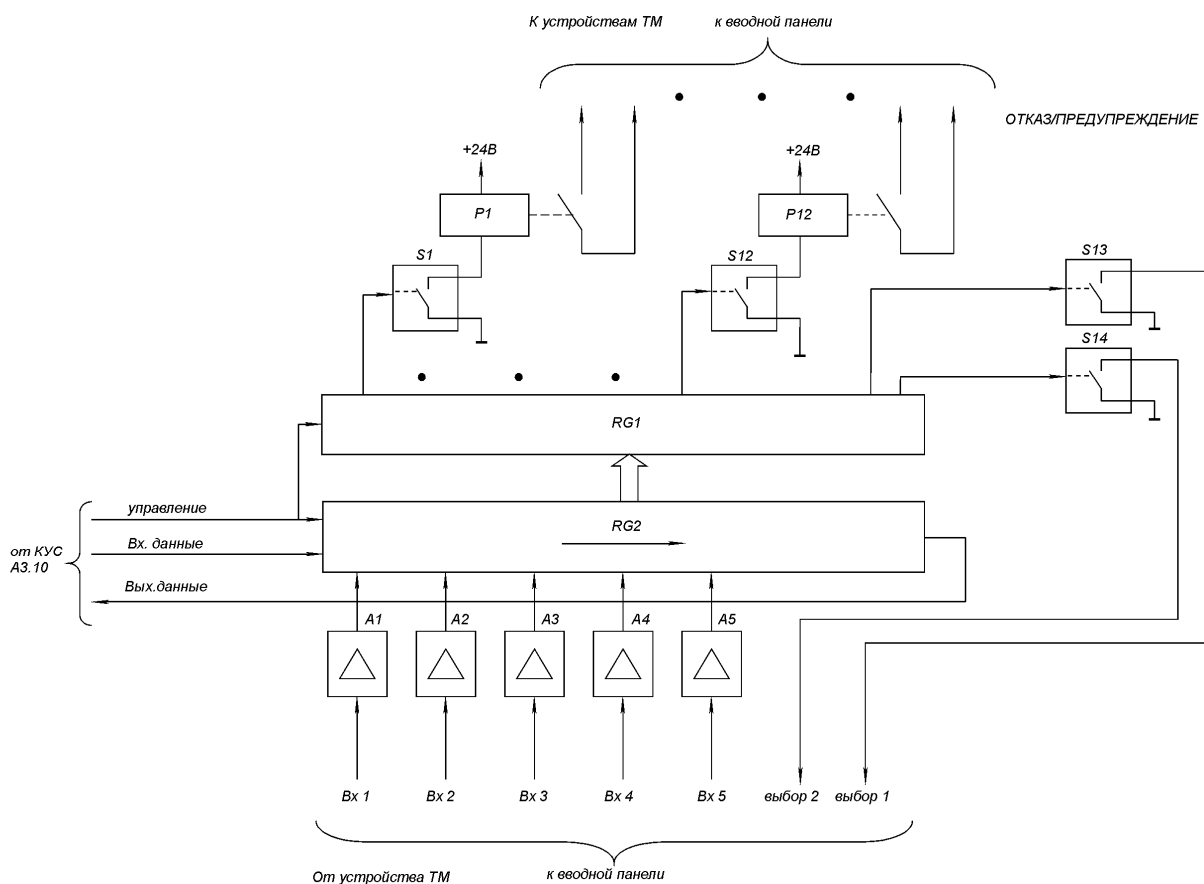 К устройствам ТМ
к вводной панели
ОТКАЗ/ПРЕДУПРЕЖДЕНИЕ
+24В
+24В
P1
P12
S1
S12
S13
S14
RG1
управление
RG2
от КУС
А3.10
Вх. данные
Вых.данные
A1
A2
A3
A4
A5
Вх 1
Вх 2
Вх 3
Вх 4
Вх 5
выбор 2
выбор 1
От устройства ТМ
к вводной панели